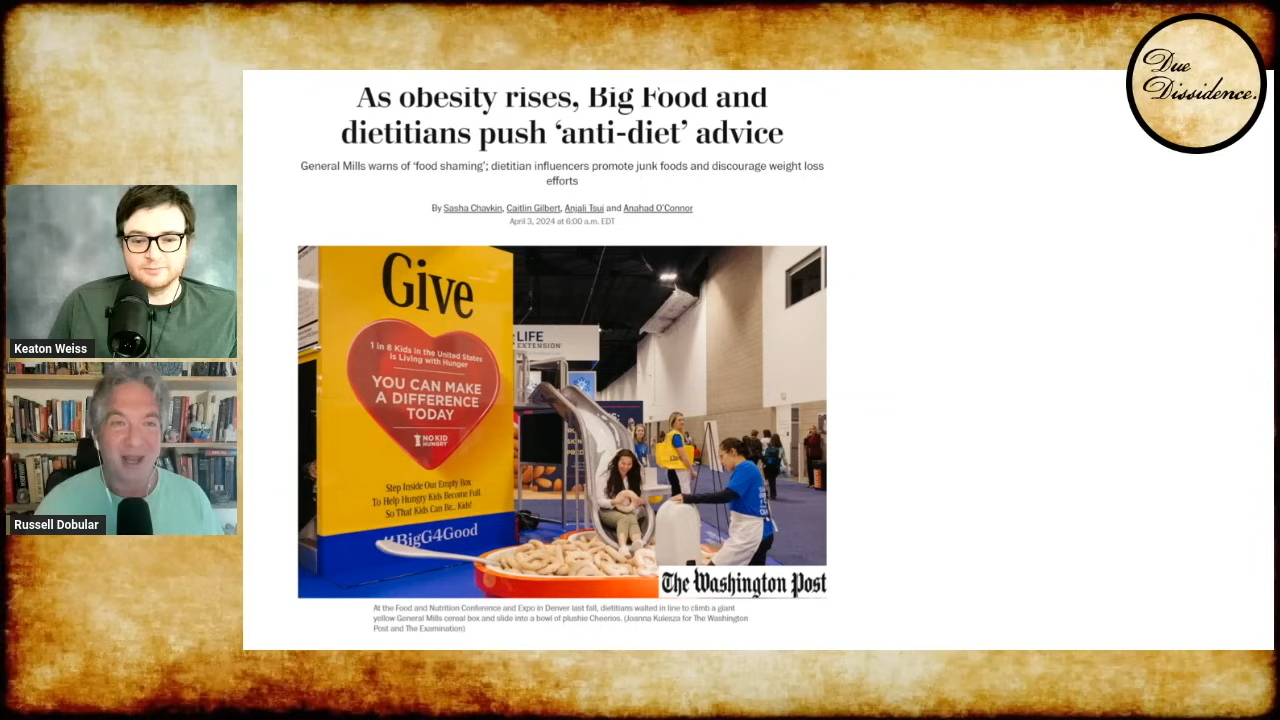 Due
Dissidence.
As obesity rises, Big Food and
dietitians push ‘anti-diet’ advice
General Mills warns of ‘food shaming’; dietitian influencers promote junk foods and discourage weight loss
efforts
By Sasha Chavkin, Caitlin Gilbert, Anjali Tsui and Anahad O’Connor
April 3, 2024 at 6:00 a.m. EDT
Give
1 in 8 Kids in the United States
is Living with Hunger
YOU CAN MAKE
A DIFFERENCE
TODAY
NO KID
HUNGRY
Step Inside Our Empty Box
To Help Hungry Kids Become Full
So That Kids Can Be... Kids!
#BigG4Good
LIFE
EXTENSION
The Washington Post
At the Food and Nutrition Conference and Expo in Denver last fall, dietitians waited in line to climb a giant
yellow General Mills cereal box and slide into a bowl of plushie Cheerios. (Joanna Kulesza for The Washington
Post and The Examination)
Keaton Weiss
Russell Dobular